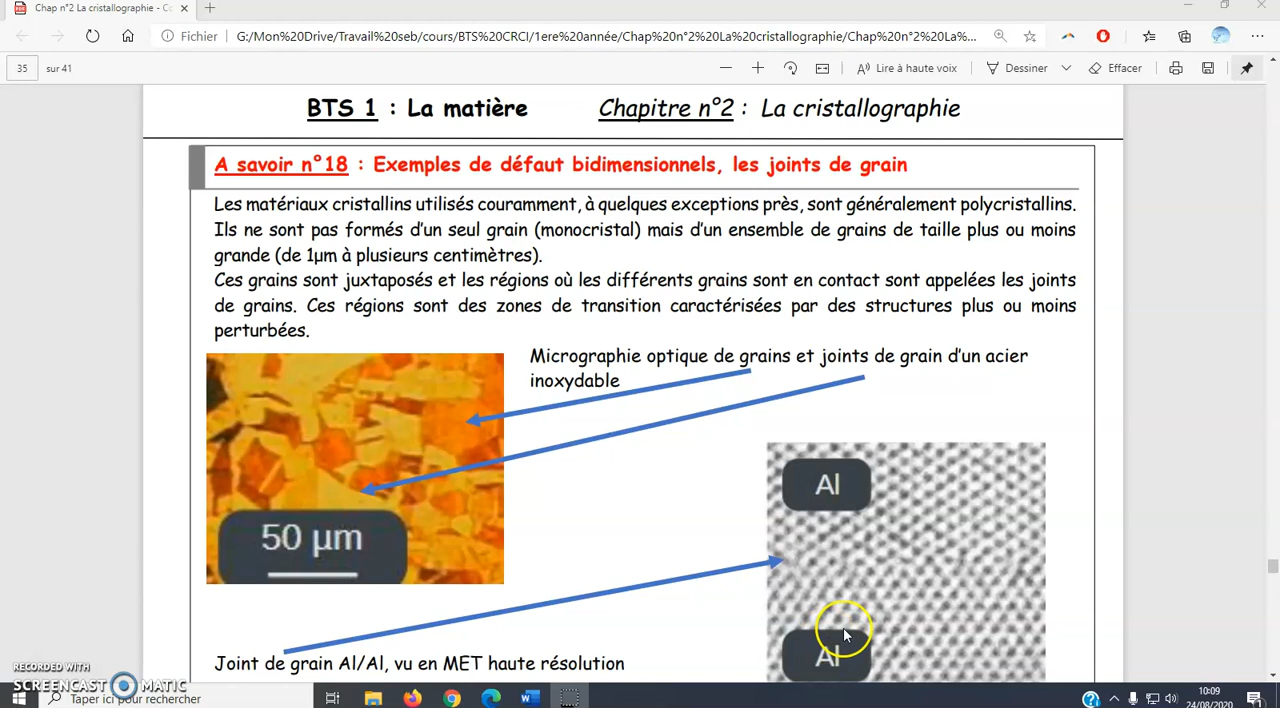 Chap n°2 La cristallographie - Co
Fichier
G:/Mon%20Drive/Travail%20seb/cours/BTS%20CRCI/1ere%20année/Chap%20n°2%20La%20cristallographie/Chap%20n°2%20La%...
35
sur 41
Lire à haute voix
Dessiner
Effacer
BTS 1 : La matière Chapitre n°2 : La cristallographie
A savoir n°18 : Exemples de défaut bidimensionnels, les joints de grain
Les matériaux cristallins utilisés couramment, à quelques exceptions près, sont généralement polycristallins.
Ils ne sont pas formés d'un seul grain (monocristal) mais d'un ensemble de grains de taille plus ou moins
grande (de 1µm à plusieurs centimètres).
Ces grains sont juxtaposés et les régions où les différents grains sont en contact sont appelées les joints
de grains. Ces régions sont des zones de transition caractérisées par des structures plus ou moins
perturbées.
Micrographie optique de grains et joints de grain d'un acier
inoxydable
50 µm
Al
Al
Joint de grain Al/Al, vu en MET haute résolution
RECORDED WITH
SCREENCAST MATIC
Taper ici pour rechercher
10:09
24/08/2020